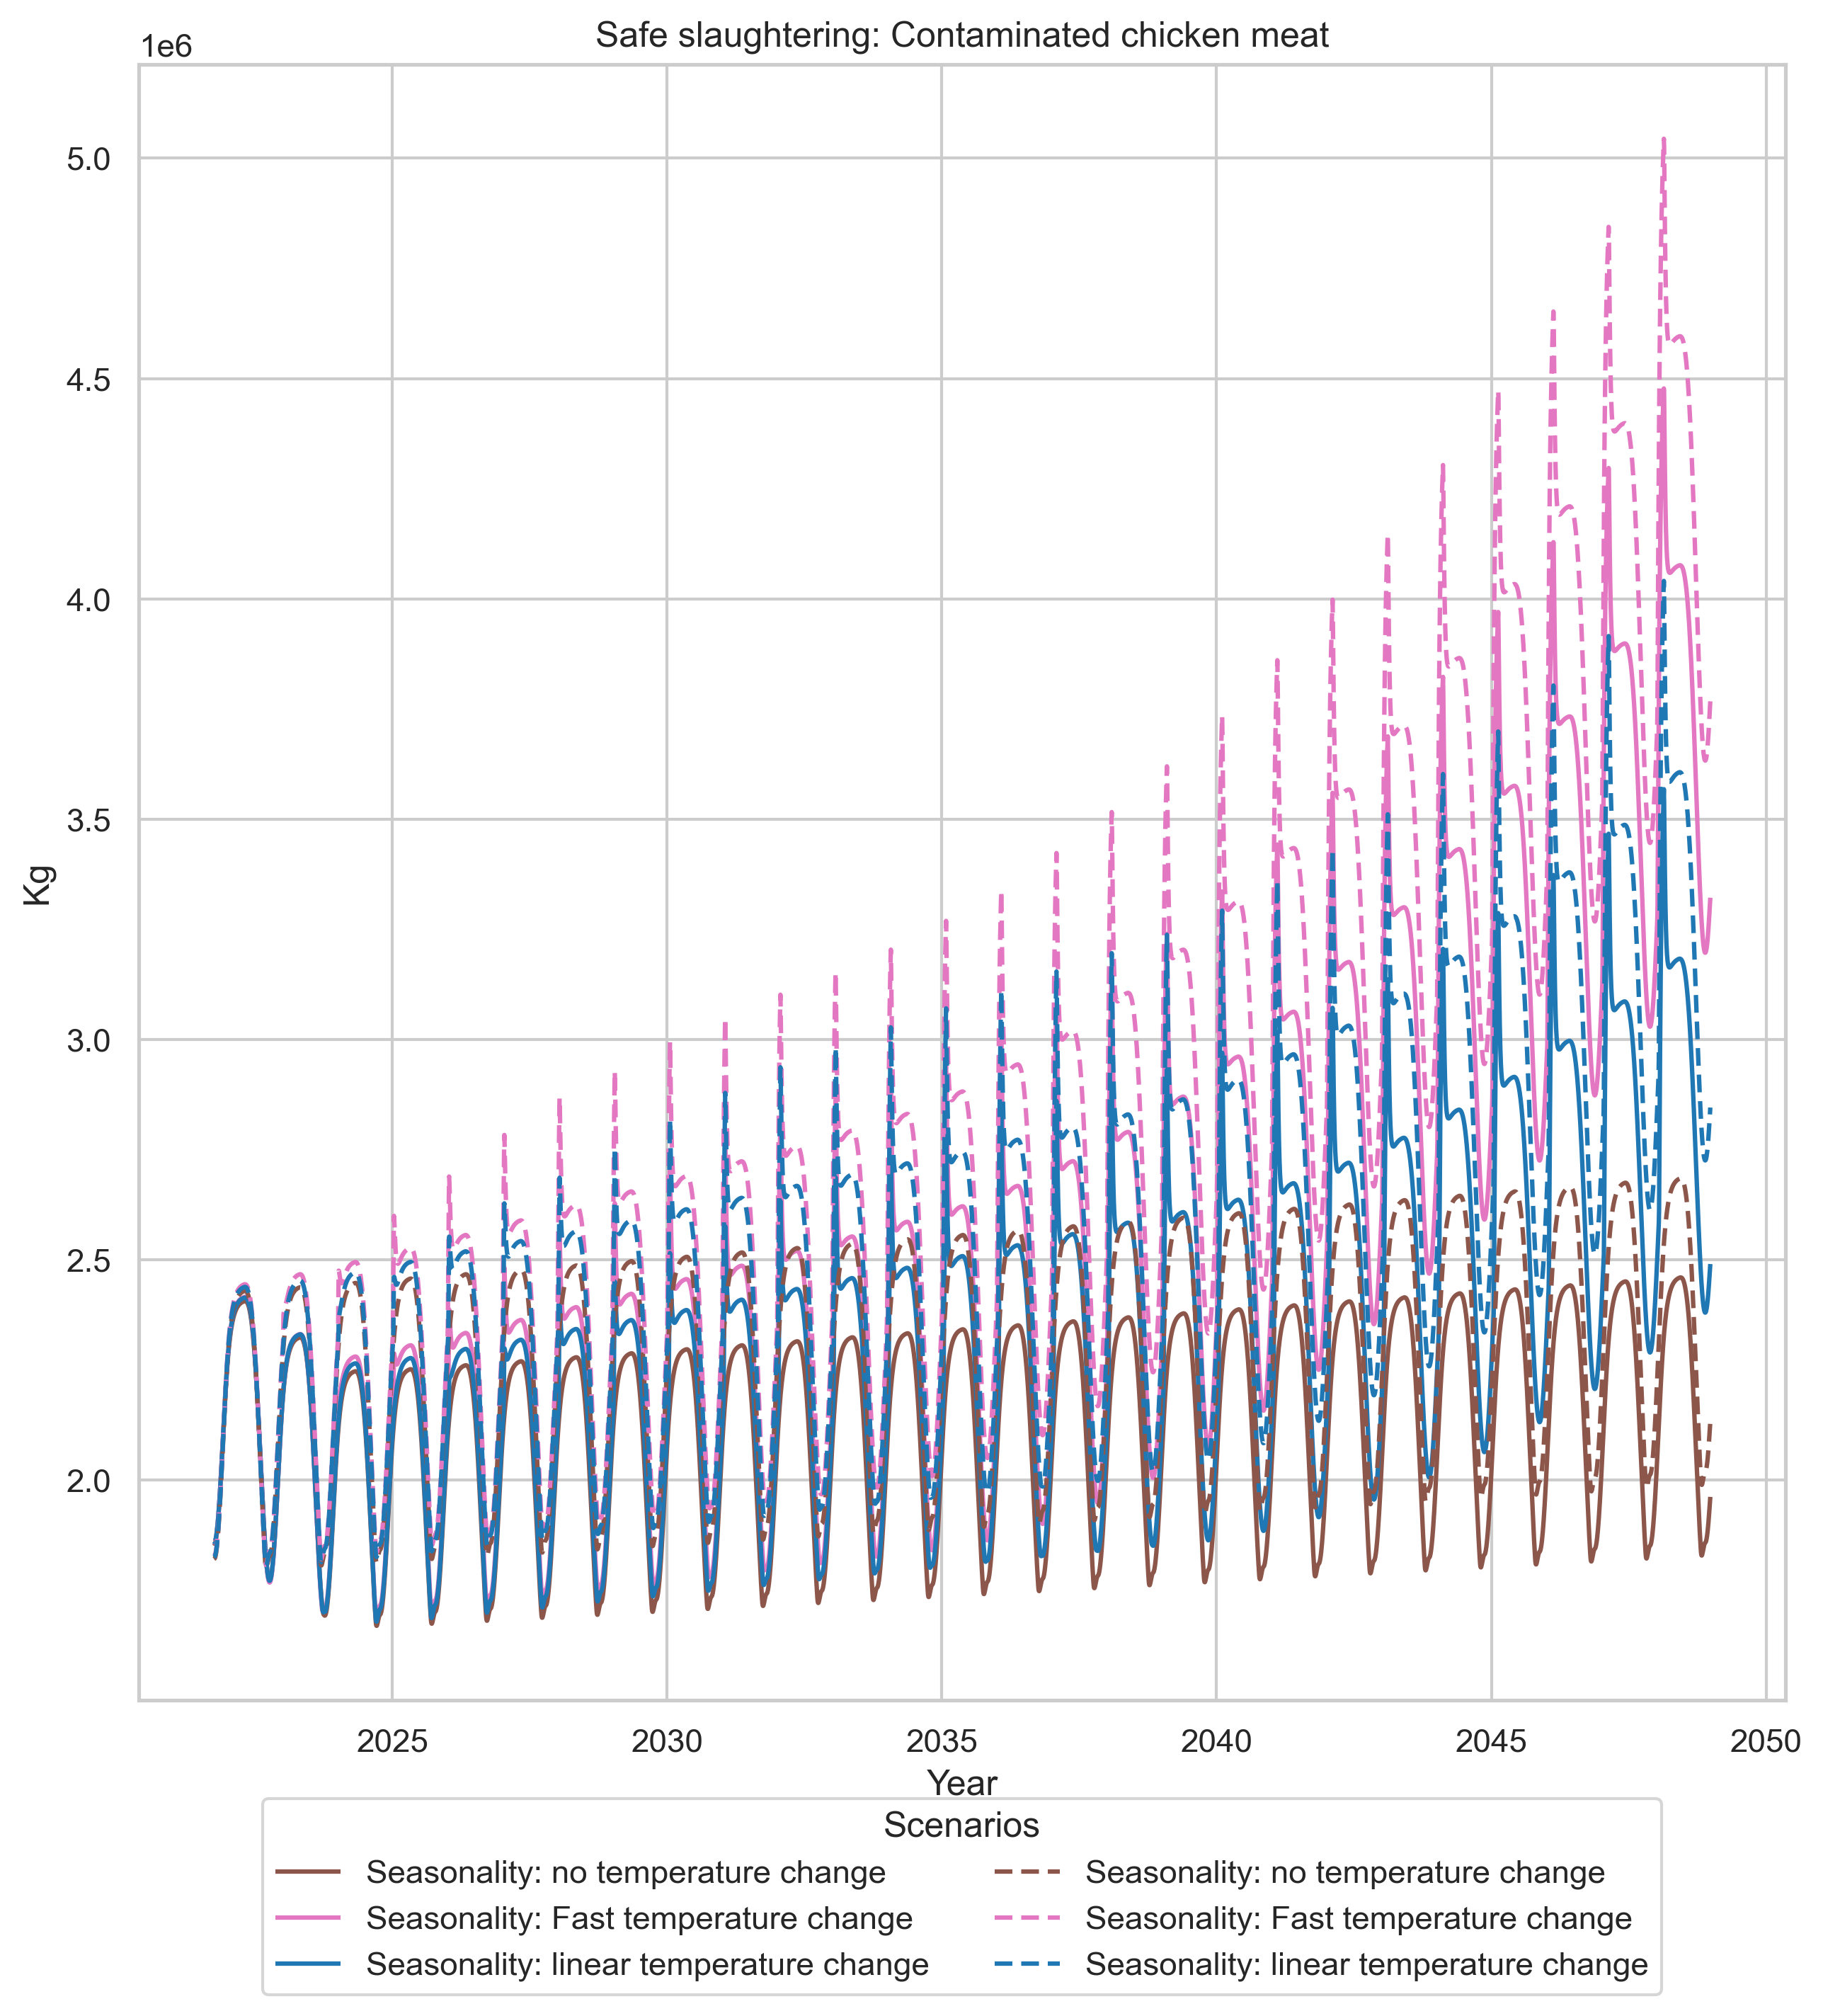 Safe slaughtering: Contaminated chicken meat
1e6
5.0
4.5
4.0
3.5
3.0
2.5
2.0
Kg
2025 2030 2035 2040 2045 2050
Year
Scenarios
Seasonality: no temperature change Seasonality: no temperature change
Seasonality: Fast temperature change Seasonality: Fast temperature change
Seasonality: linear temperature change Seasonality: linear temperature change